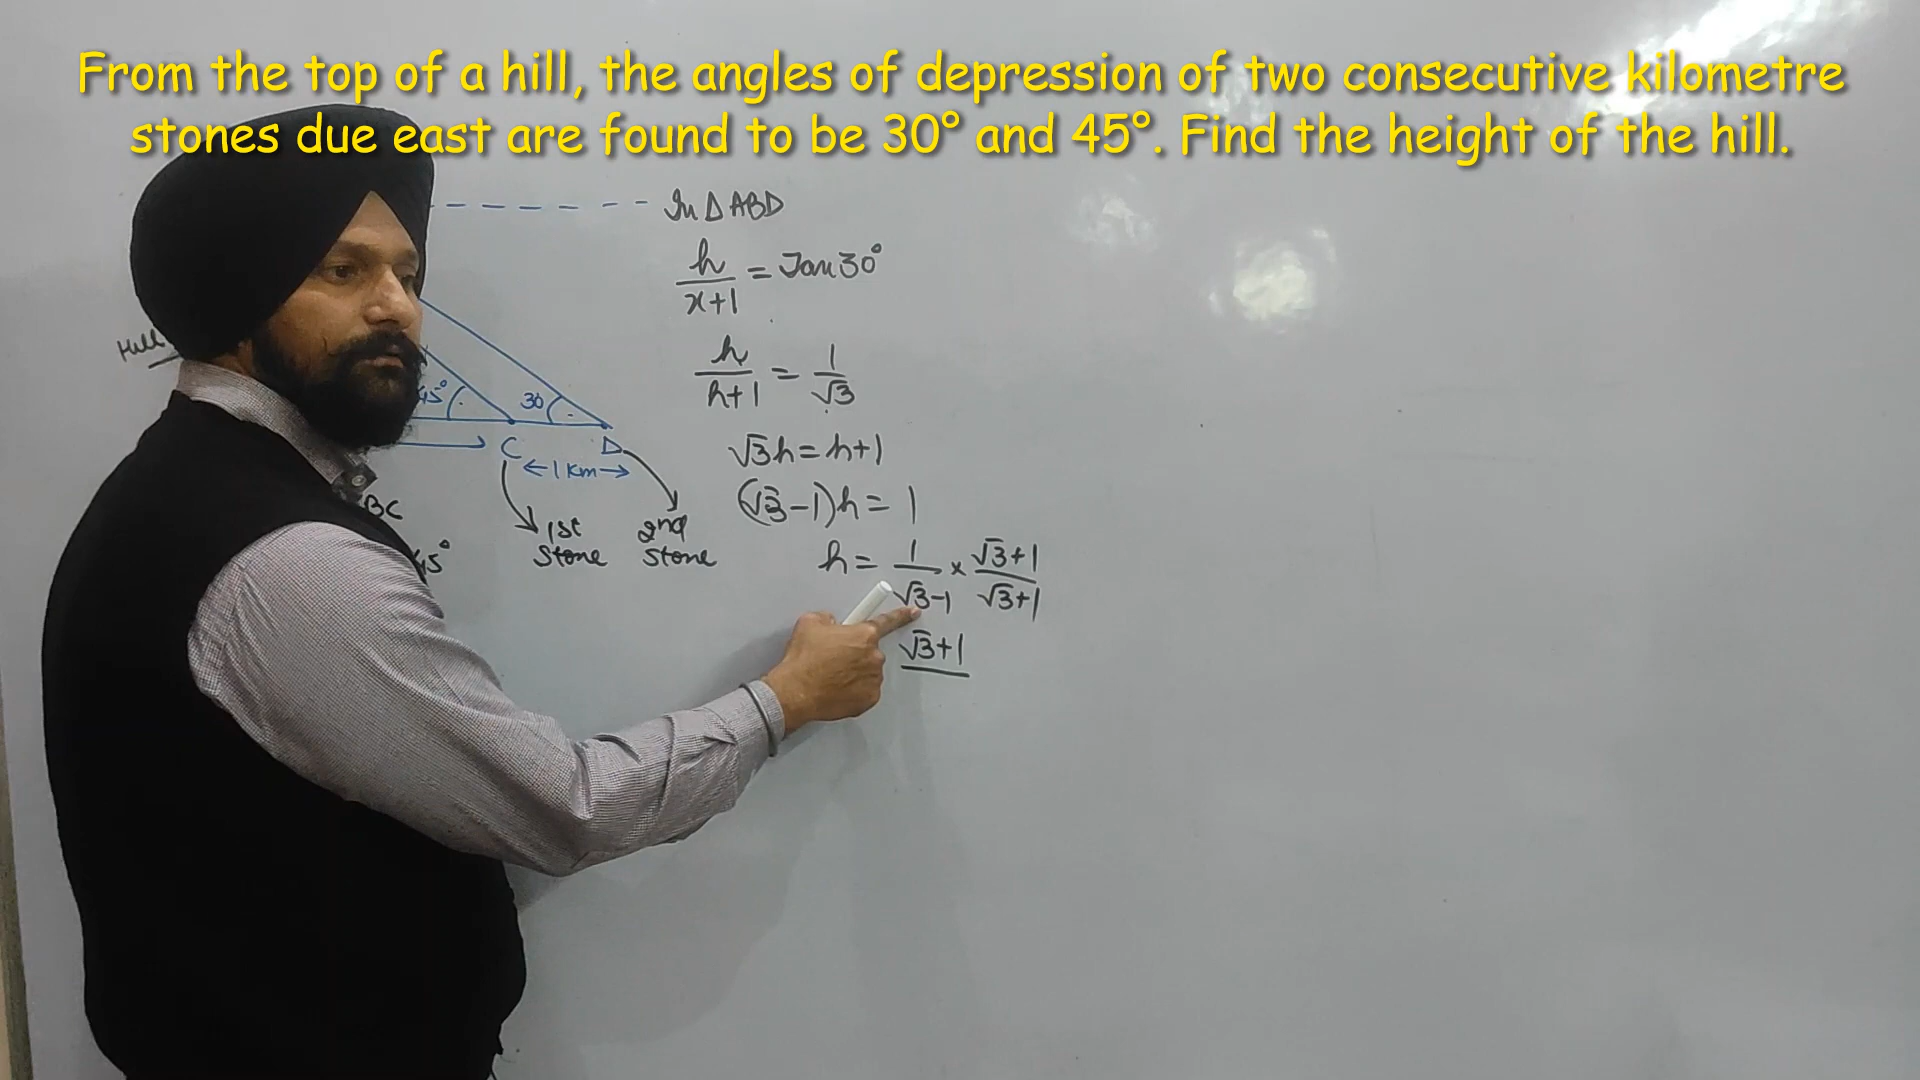 From the top of a hill, the angles of depression of two consecutive kilometre
stones due east are found to be 30° and 45°. Find the height of the hill.
In △ ABD
h/(x+1) = Tan 30°
h/(h+1) = 1/√3
√3h = h+1
(√3-1)h = 1
h = 1/(√3-1) × (√3+1)/(√3+1)
√3+1
Hill
45°
30
C
D
1 Km
BC
45°
1st
Stone
2nd
Stone